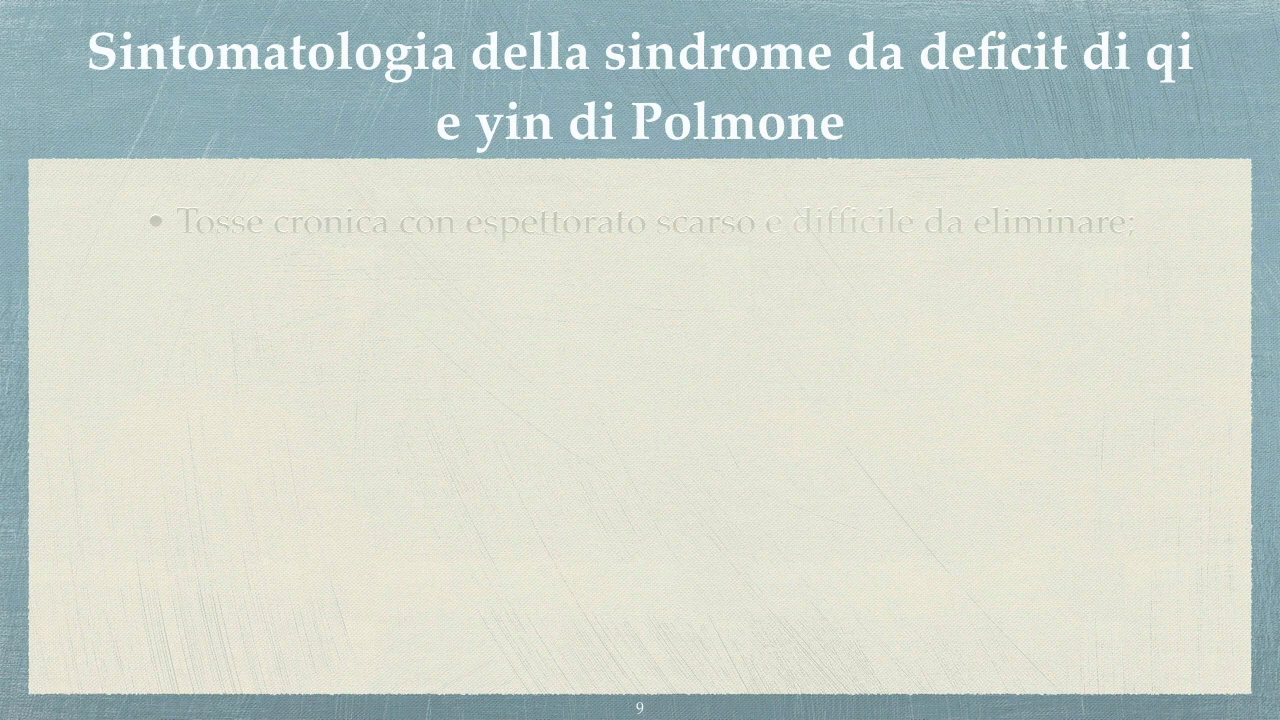 Sintomatologia della sindrome da deficit di qi
e yin di Polmone
• Tosse cronica con espettorato scarso e difficile da eliminare;
9